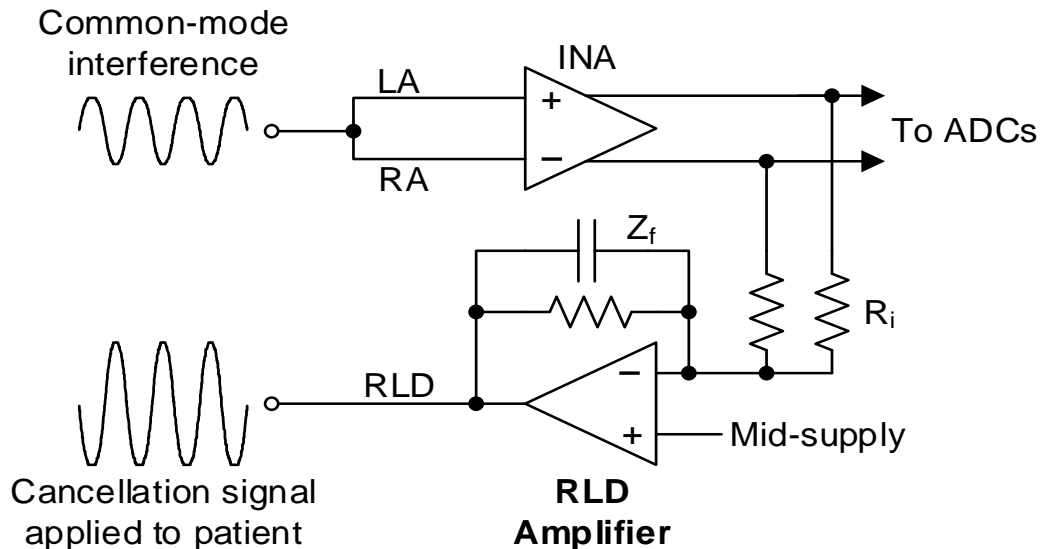 Common-mode
interference
LA
INA
+
−
RA
To ADCs
Zf
Ri
RLD
−
+
Mid-supply
Cancellation signal
applied to patient
RLD
Amplifier